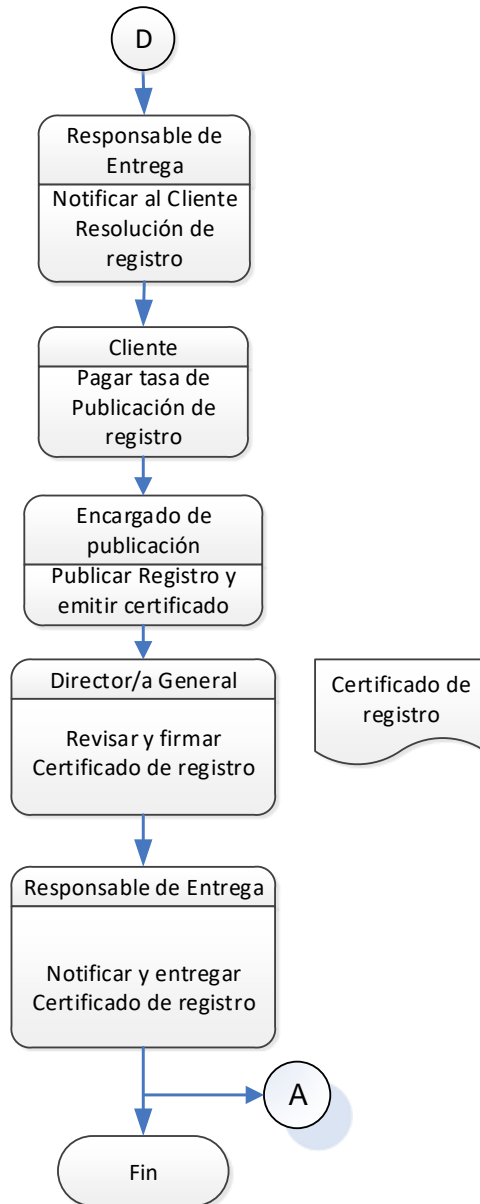 D
Responsable de
Entrega
Notificar al Cliente
Resolución de
registro
Cliente
Pagar tasa de
Publicación de
registro
Encargado de
publicación
Publicar Registro y
emitir certificado
Director/a General
Revisar y firmar
Certificado de registro
Certificado de
registro
Responsable de Entrega
Notificar y entregar
Certificado de registro
A
Fin